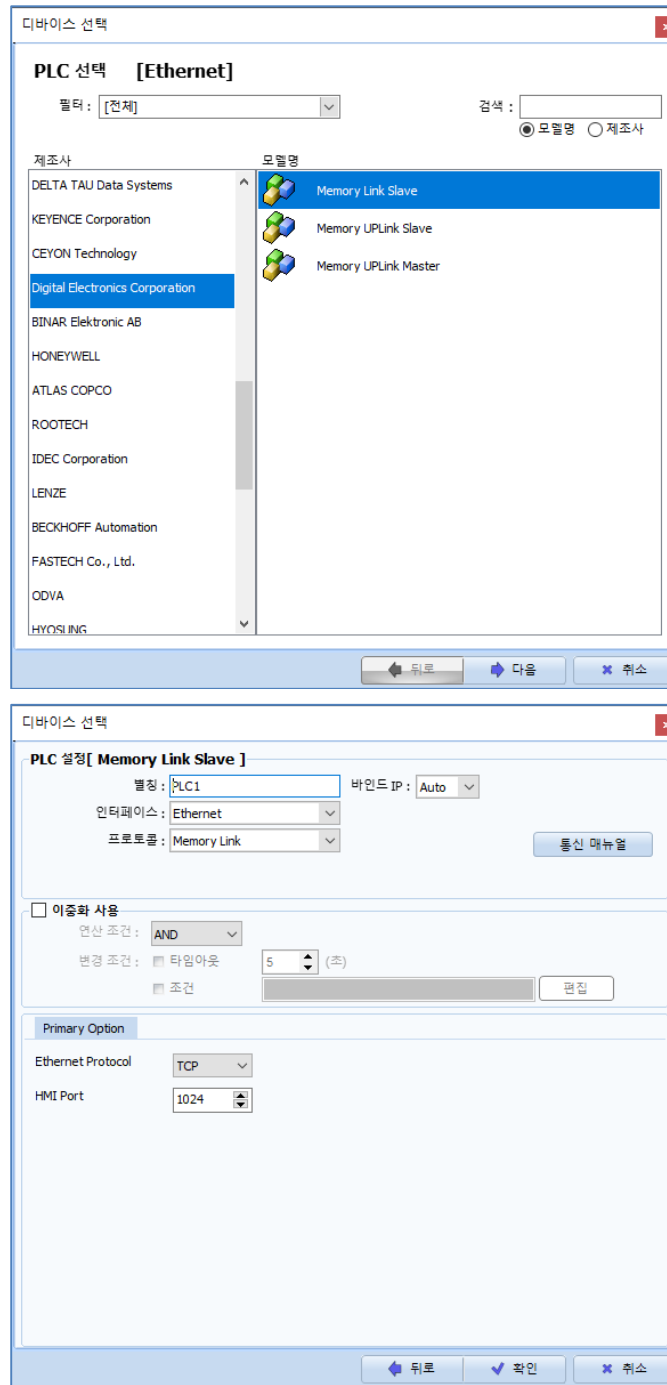 디바이스 선택
PLC 선택 [Ethernet]
필터 : [전체]
검색 :
모델명 제조사
제조사 모델명
DELTA TAU Data Systems
KEYENCE Corporation
CEYON Technology
Digital Electronics Corporation
BINAR Elektronic AB
HONEYWELL
ATLAS COPCO
ROOTECH
IDEC Corporation
LENZE
BECKHOFF Automation
FASTECH Co., Ltd.
ODVA
HYOSUNG
Memory Link Slave
Memory UPLink Slave
Memory UPLink Master
뒤로 다음 취소
디바이스 선택
PLC 설정[ Memory Link Slave ]
별칭 : PLC1 바인드 IP : Auto
인터페이스 : Ethernet
프로토콜 : Memory Link
통신 매뉴얼
이중화 사용
연산 조건 : AND
변경 조건 : 타임아웃 5 (초)
조건 편집
Primary Option
Ethernet Protocol TCP
HMI Port 1024
뒤로 확인 취소